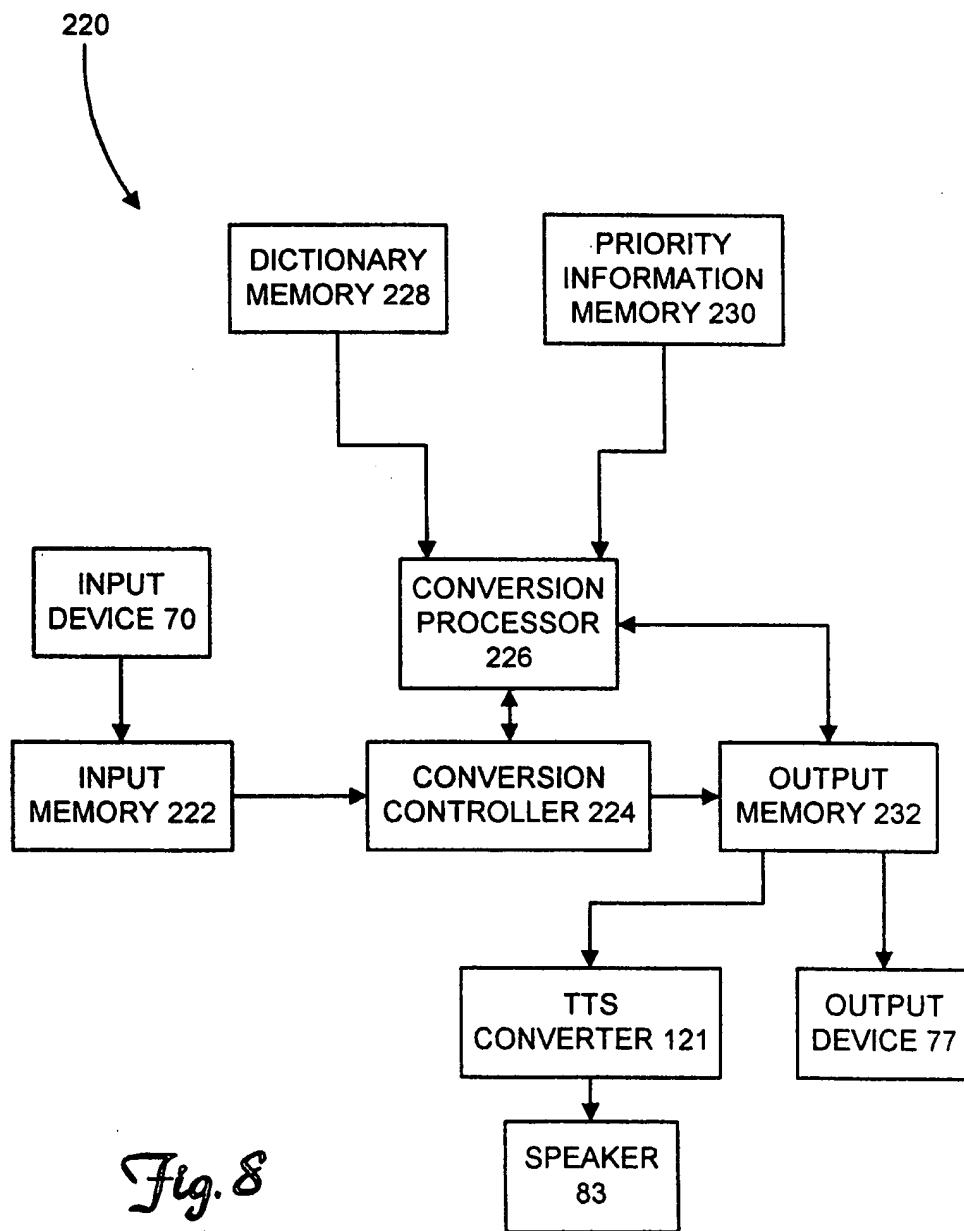 220
DICTIONARY
MEMORY 228
PRIORITY
INFORMATION
MEMORY 230
INPUT
DEVICE 70
CONVERSION
PROCESSOR
226
INPUT
MEMORY 222
CONVERSION
CONTROLLER 224
OUTPUT
MEMORY 232
TTS
CONVERTER 121
OUTPUT
DEVICE 77
SPEAKER
83
Fig. 8